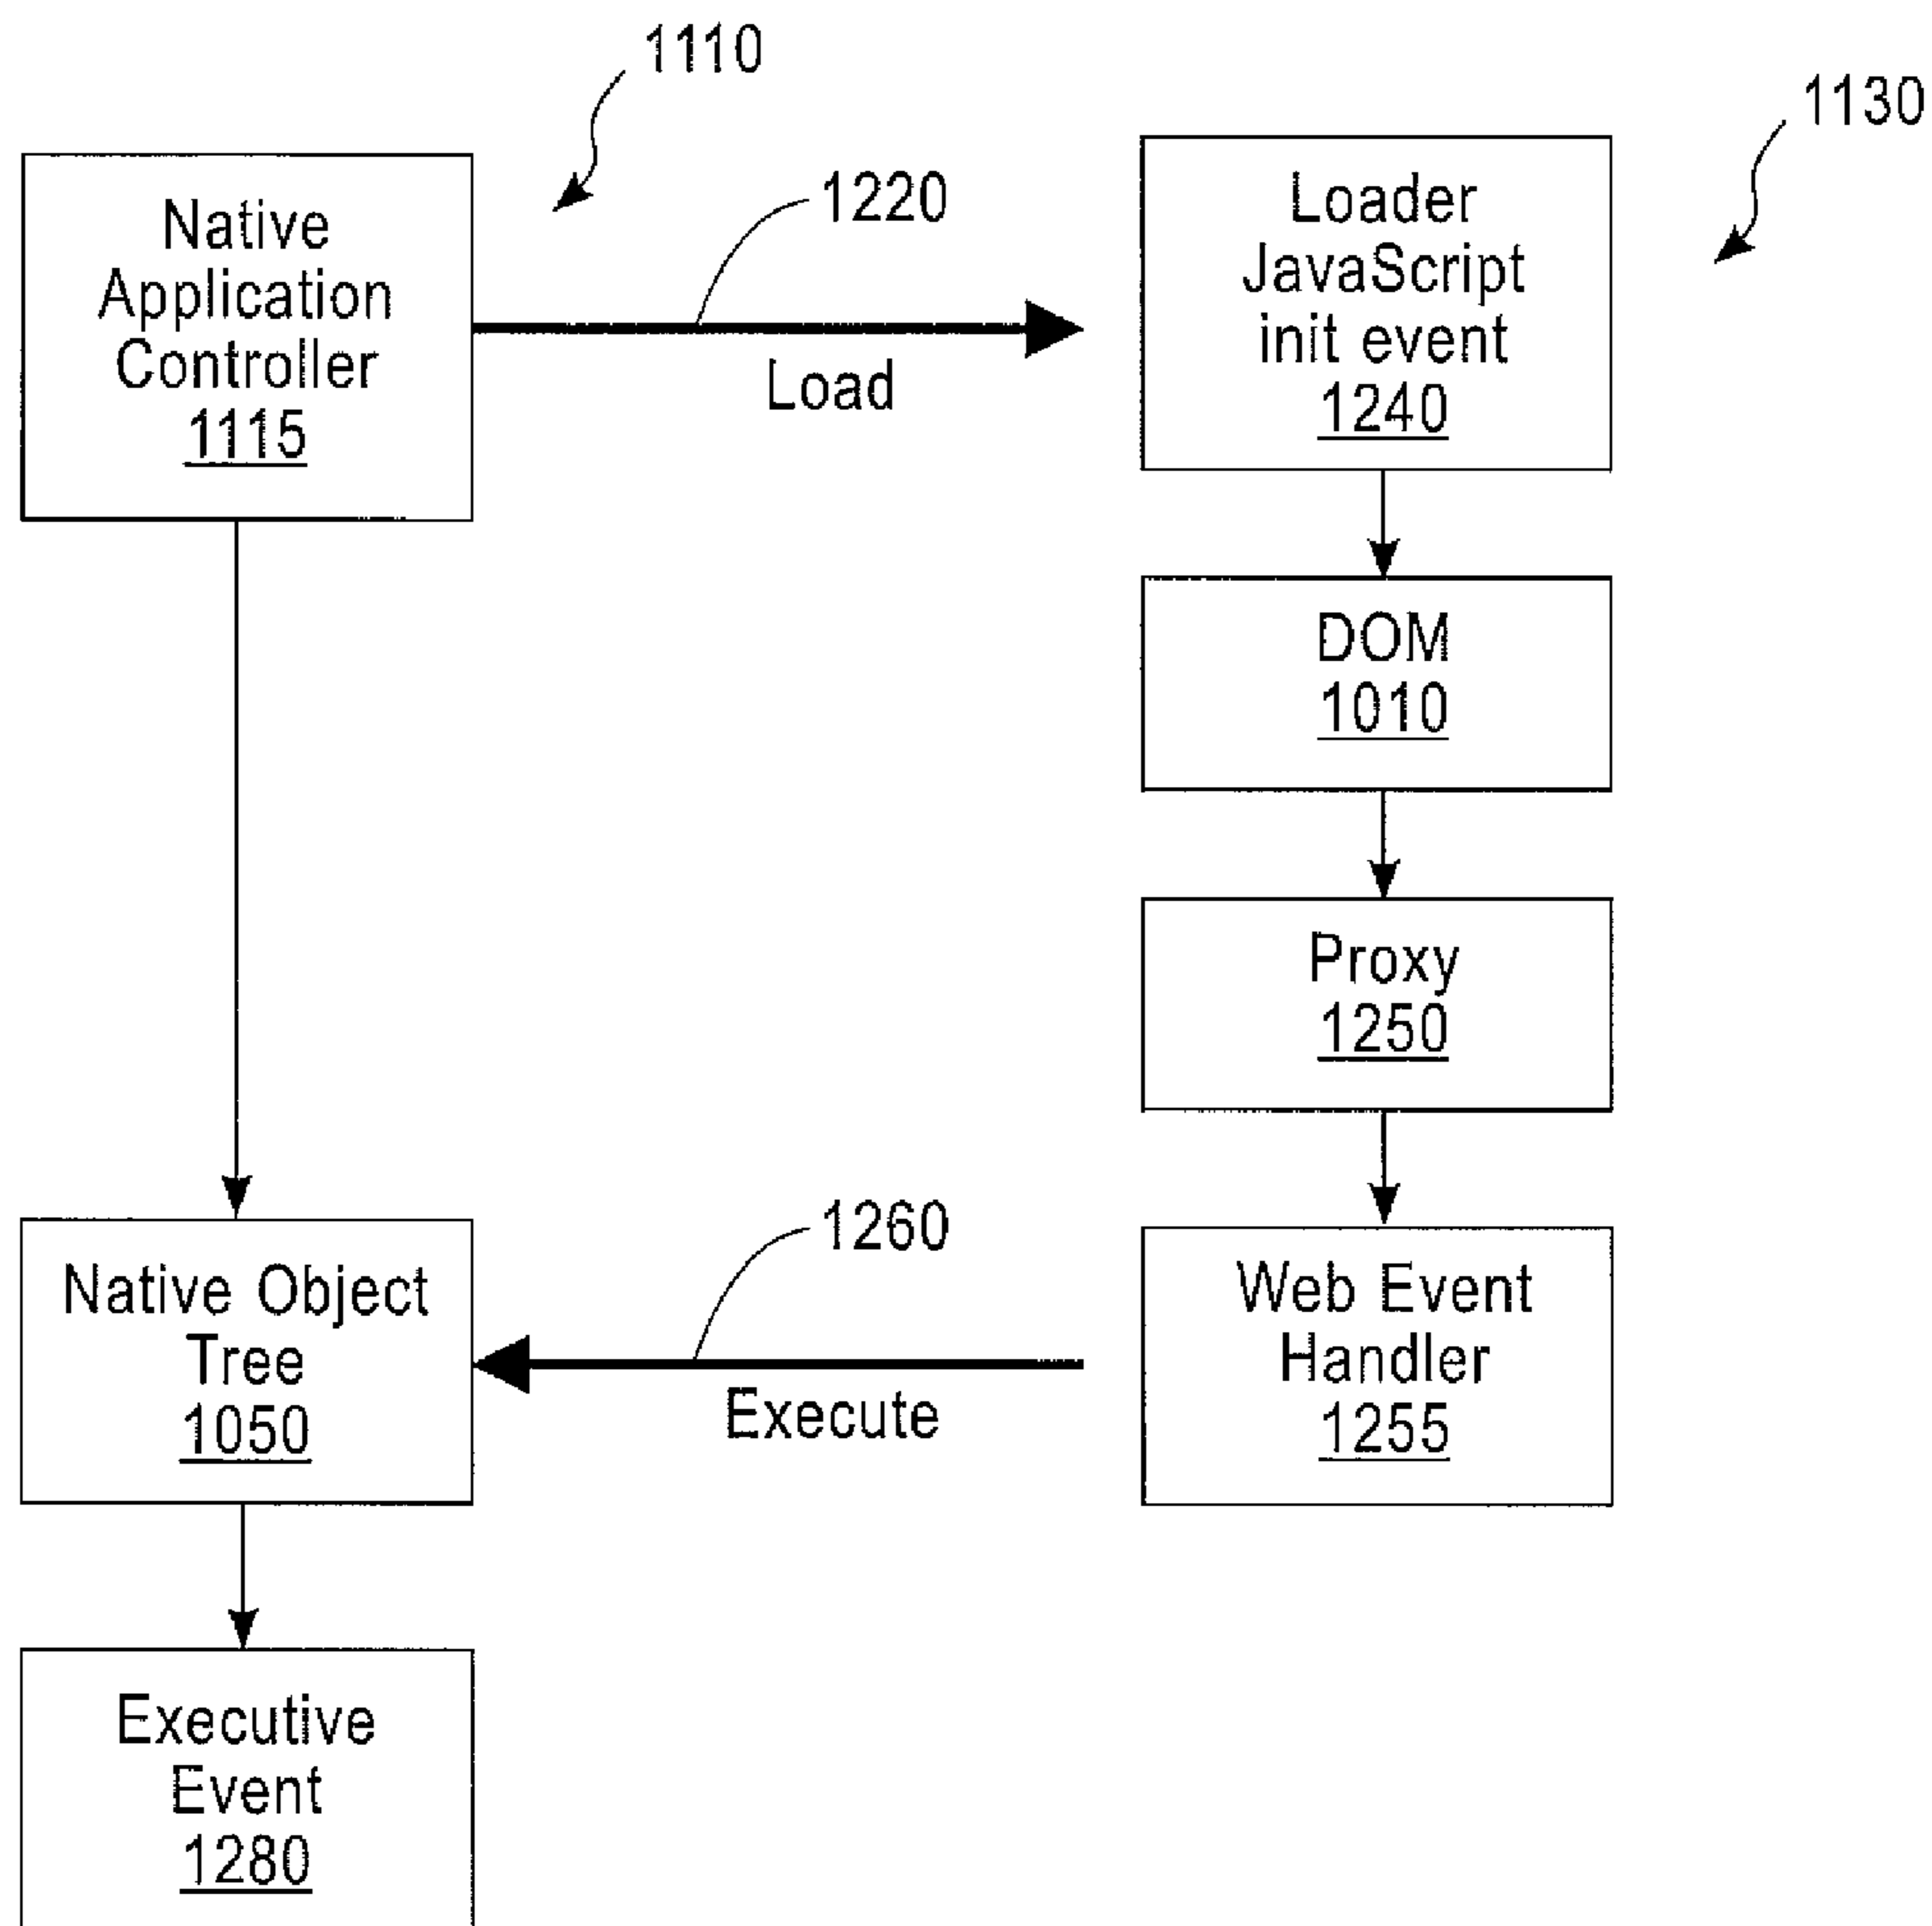 1110
1130
Native
Application
Controller
1115
1220
Load
Loader
JavaScript
init event
1240
DOM
1010
Proxy
1250
Native Object
Tree
1050
1260
Execute
Web Event
Handler
1255
Executive
Event
1280